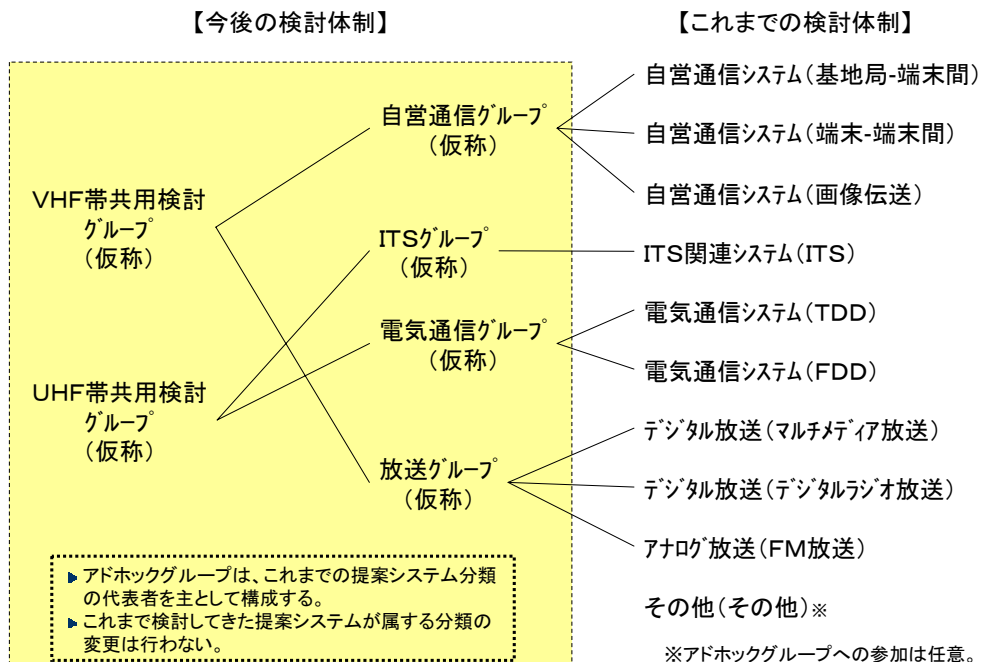 【今後の検討体制】
【これまでの検討体制】
VHF帯共用検討
ｸﾞﾙｰﾌﾟ
（仮称）
UHF帯共用検討
ｸﾞﾙｰﾌﾟ
（仮称）
自営通信ｸﾞﾙｰﾌﾟ
（仮称）
ITSｸﾞﾙｰﾌﾟ
（仮称）
電気通信ｸﾞﾙｰﾌﾟ
（仮称）
放送ｸﾞﾙｰﾌﾟ
（仮称）
自営通信ｼｽﾃﾑ（基地局-端末間）
自営通信ｼｽﾃﾑ（端末-端末間）
自営通信ｼｽﾃﾑ（画像伝送）
ITS関連ｼｽﾃﾑ（ITS）
電気通信ｼｽﾃﾑ（TDD）
電気通信ｼｽﾃﾑ（FDD）
ﾃﾞｼﾞﾀﾙ放送（ﾏﾙﾁﾒﾃﾞｨｱ放送）
ﾃﾞｼﾞﾀﾙ放送（ﾃﾞｼﾞﾀﾙﾗｼﾞｵ放送）
ｱﾅﾛｸﾞ放送（FM放送）
その他（その他）※
※アドホックグループへの参加は任意。
アドホックグループは、これまでの提案システム分類
の代表者を主として構成する。
これまで検討してきた提案システムが属する分類の
変更は行わない。